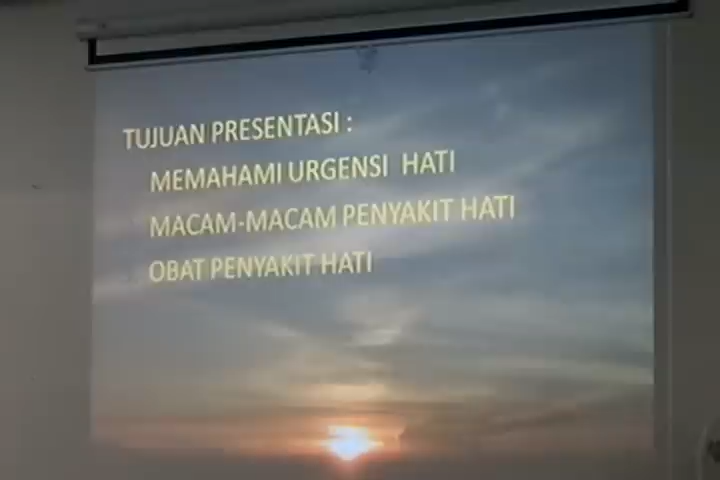 TUJUAN PRESENTASI :
MEMAHAMI URGENSI HATI
MACAM-MACAM PENYAKIT HATI
OBAT PENYAKIT HATI